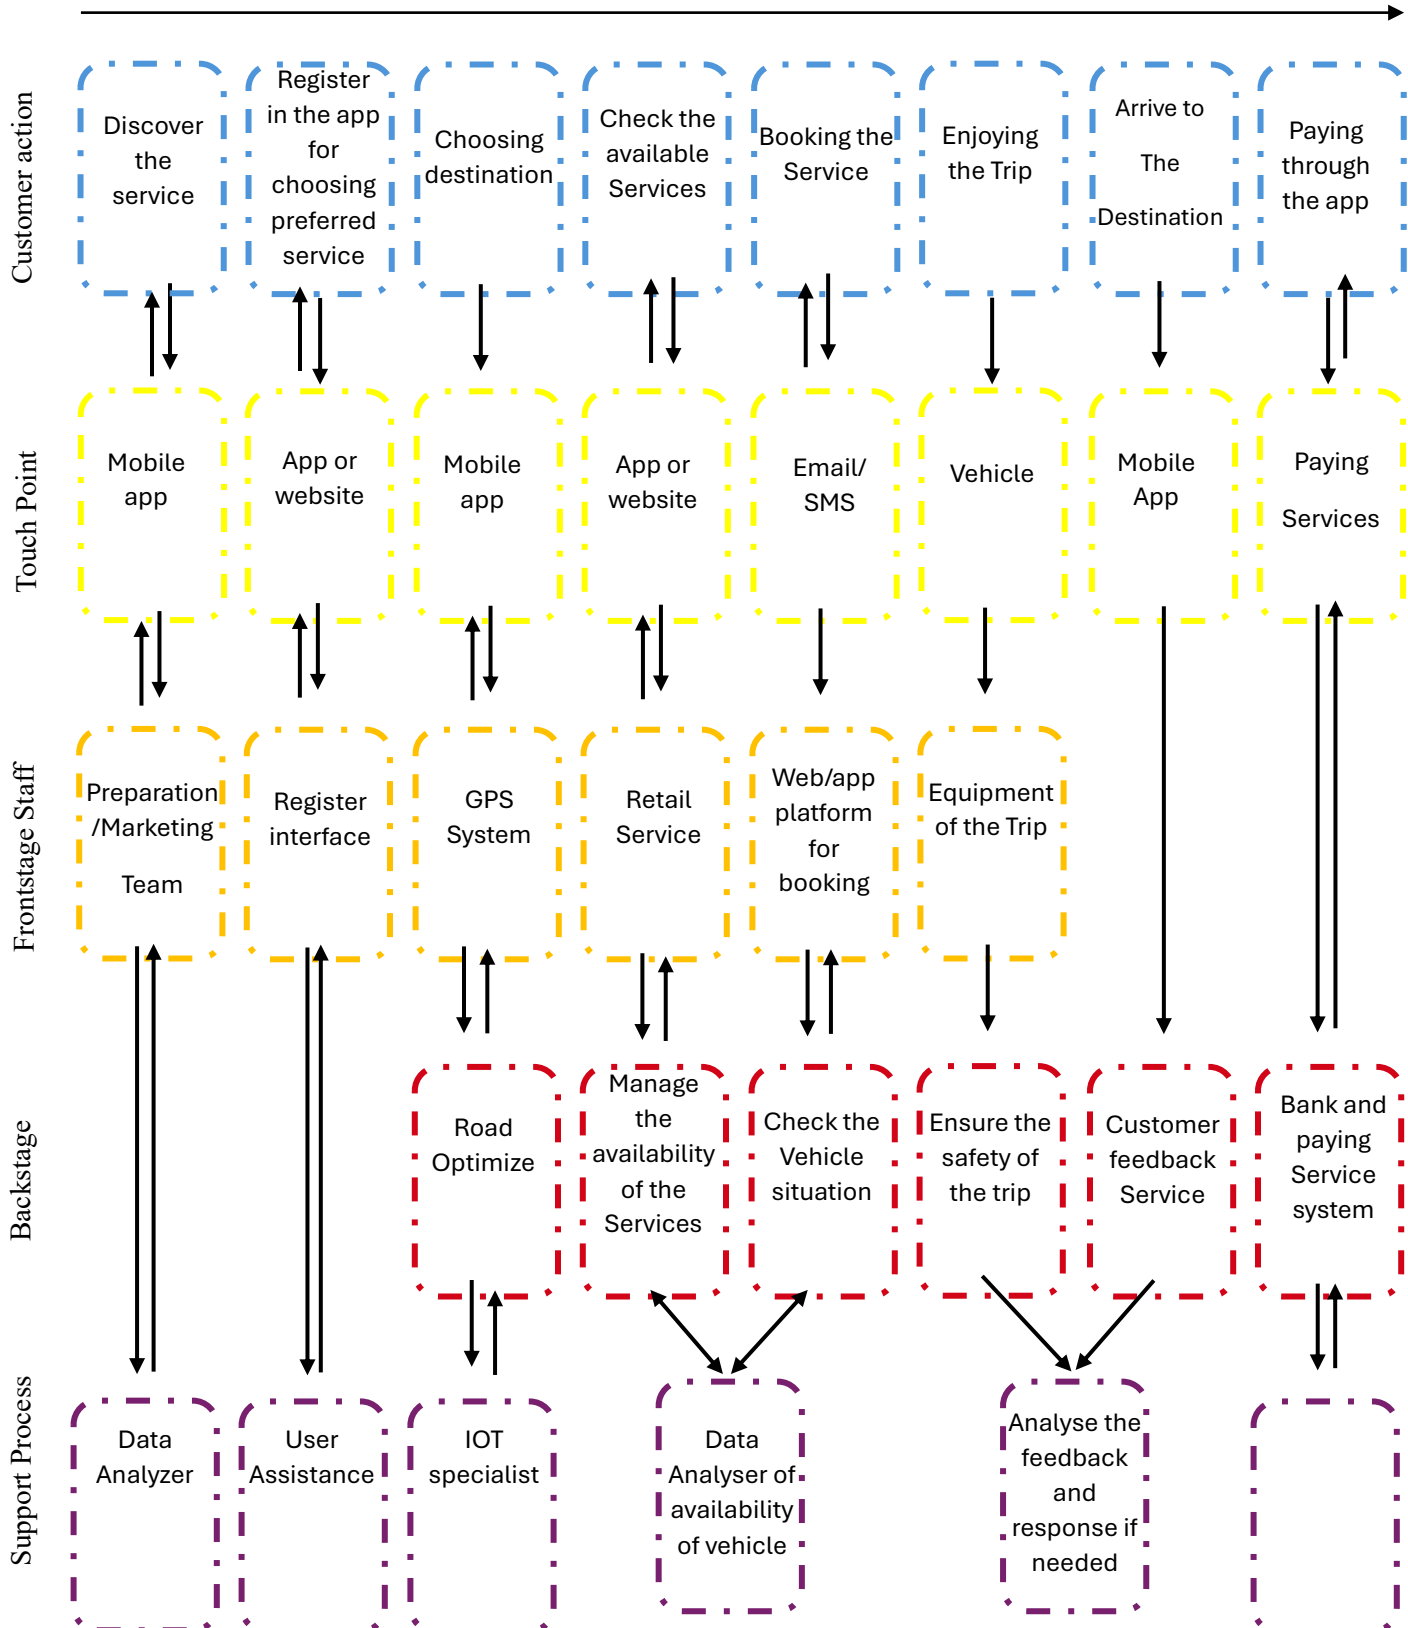 Customer action
Discover
the
service
Register
in the app
for
choosing
preferred
service
Choosing
destination
Check the
available
Services
Booking the
Service
Enjoying
the Trip
Arrive to
The
Destination
Paying
through
the app
Touch Point
Mobile
app
App or
website
Mobile
app
App or
website
Email/
SMS
Vehicle
Mobile
App
Paying
Services
Frontstage Staff
Preparation
/Marketing
Team
Register
interface
GPS
System
Retail
Service
Web/app
platform
for
booking
Equipment
of the Trip
Backstage
Road
Optimize
Manage
the
availability
of the
Services
Check the
Vehicle
situation
Ensure the
safety of
the trip
Customer
feedback
Service
Bank and
paying
Service
system
Support Process
Data
Analyzer
User
Assistance
IOT
specialist
Data
Analyser of
availability
of vehicle
Analyse the
feedback
and
response if
needed